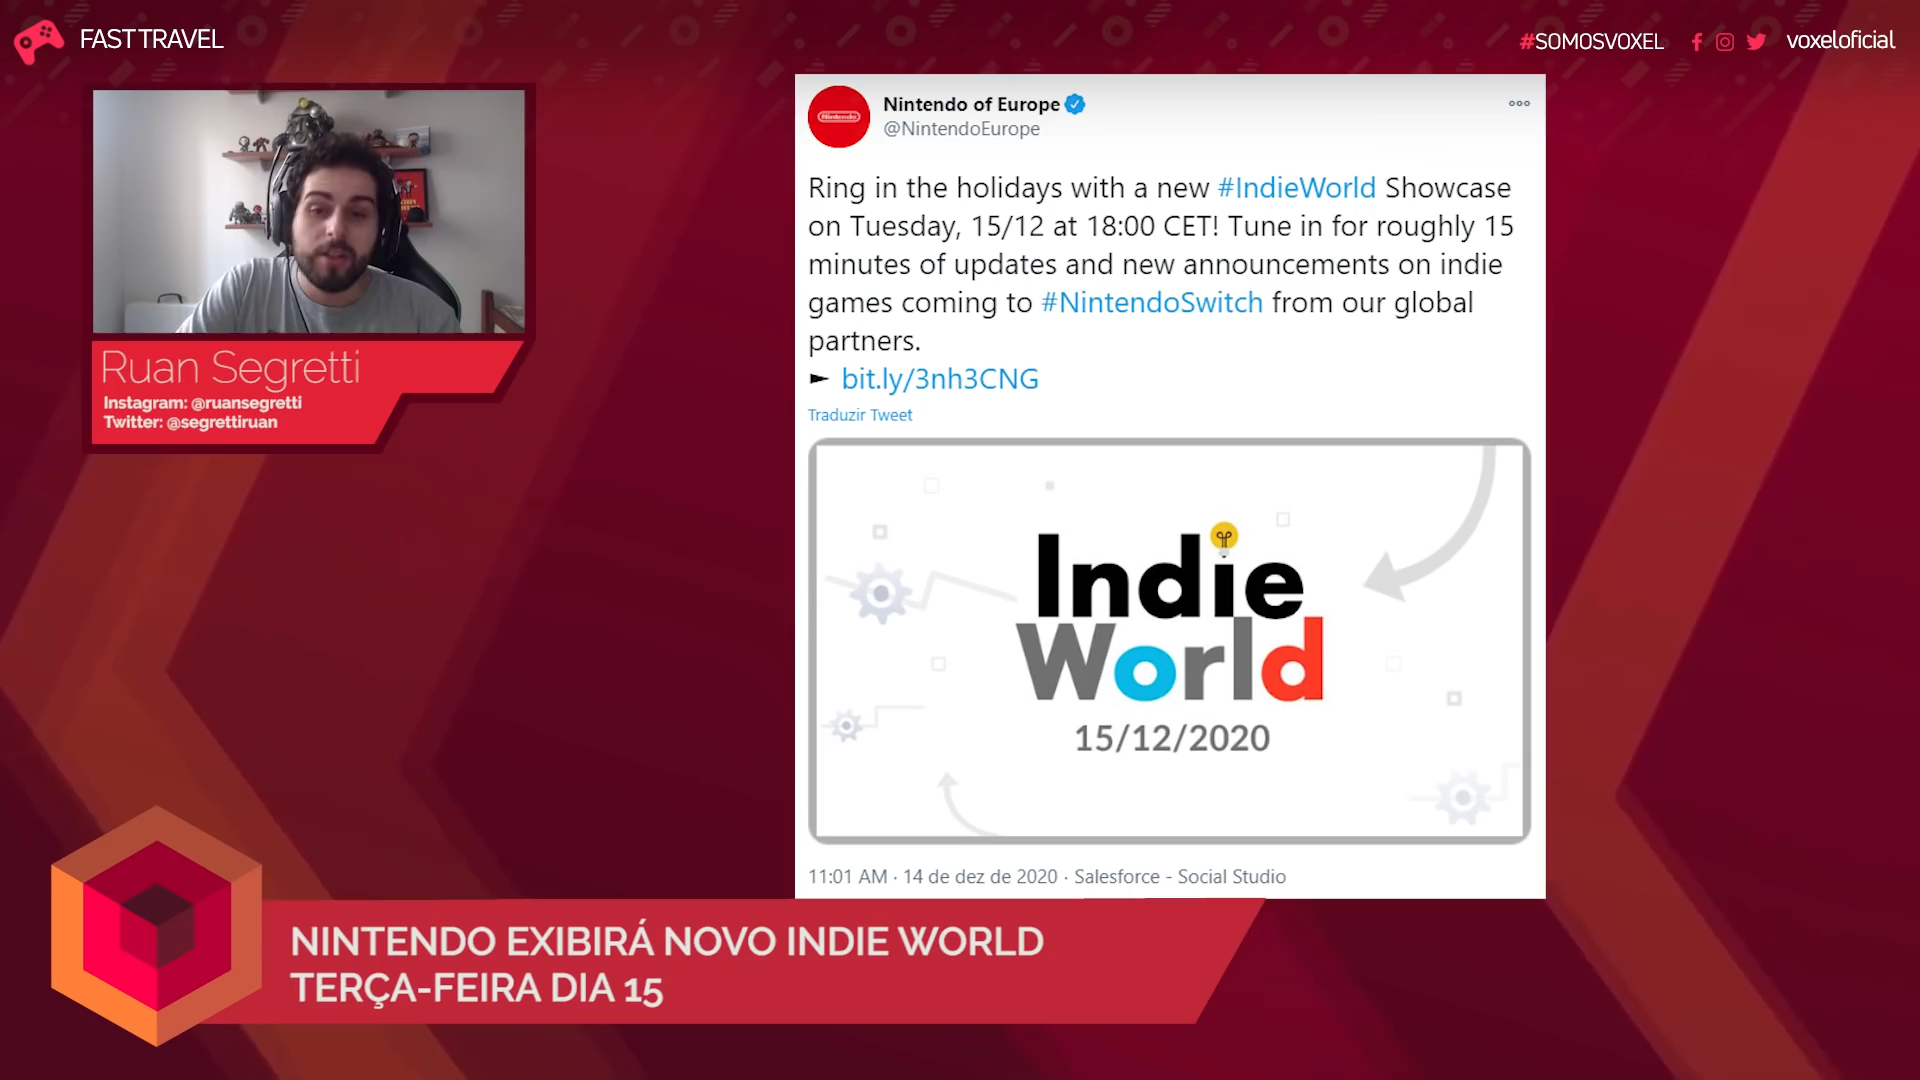 FAST TRAVEL
#SOMOSVOXEL
voxeloficial
Ruan Segretti
Instagram: @ruansegretti
Twitter: @segrettiruan
Nintendo of Europe
@NintendoEurope
Nintendo
Ring in the holidays with a new #IndieWorld Showcase
on Tuesday, 15/12 at 18:00 CET! Tune in for roughly 15
minutes of updates and new announcements on indie
games coming to #NintendoSwitch from our global
partners.
► bit.ly/3nh3CNG
Traduzir Tweet
Indie
World
15/12/2020
11:01 AM · 14 de dez de 2020 · Salesforce - Social Studio
NINTENDO EXIBIRÁ NOVO INDIE WORLD
TERÇA-FEIRA DIA 15